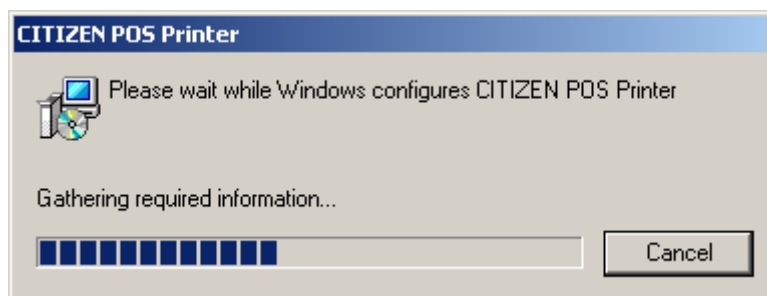 CITIZEN POS Printer
Please wait while Windows configures CITIZEN POS Printer
Gathering required information...
Cancel